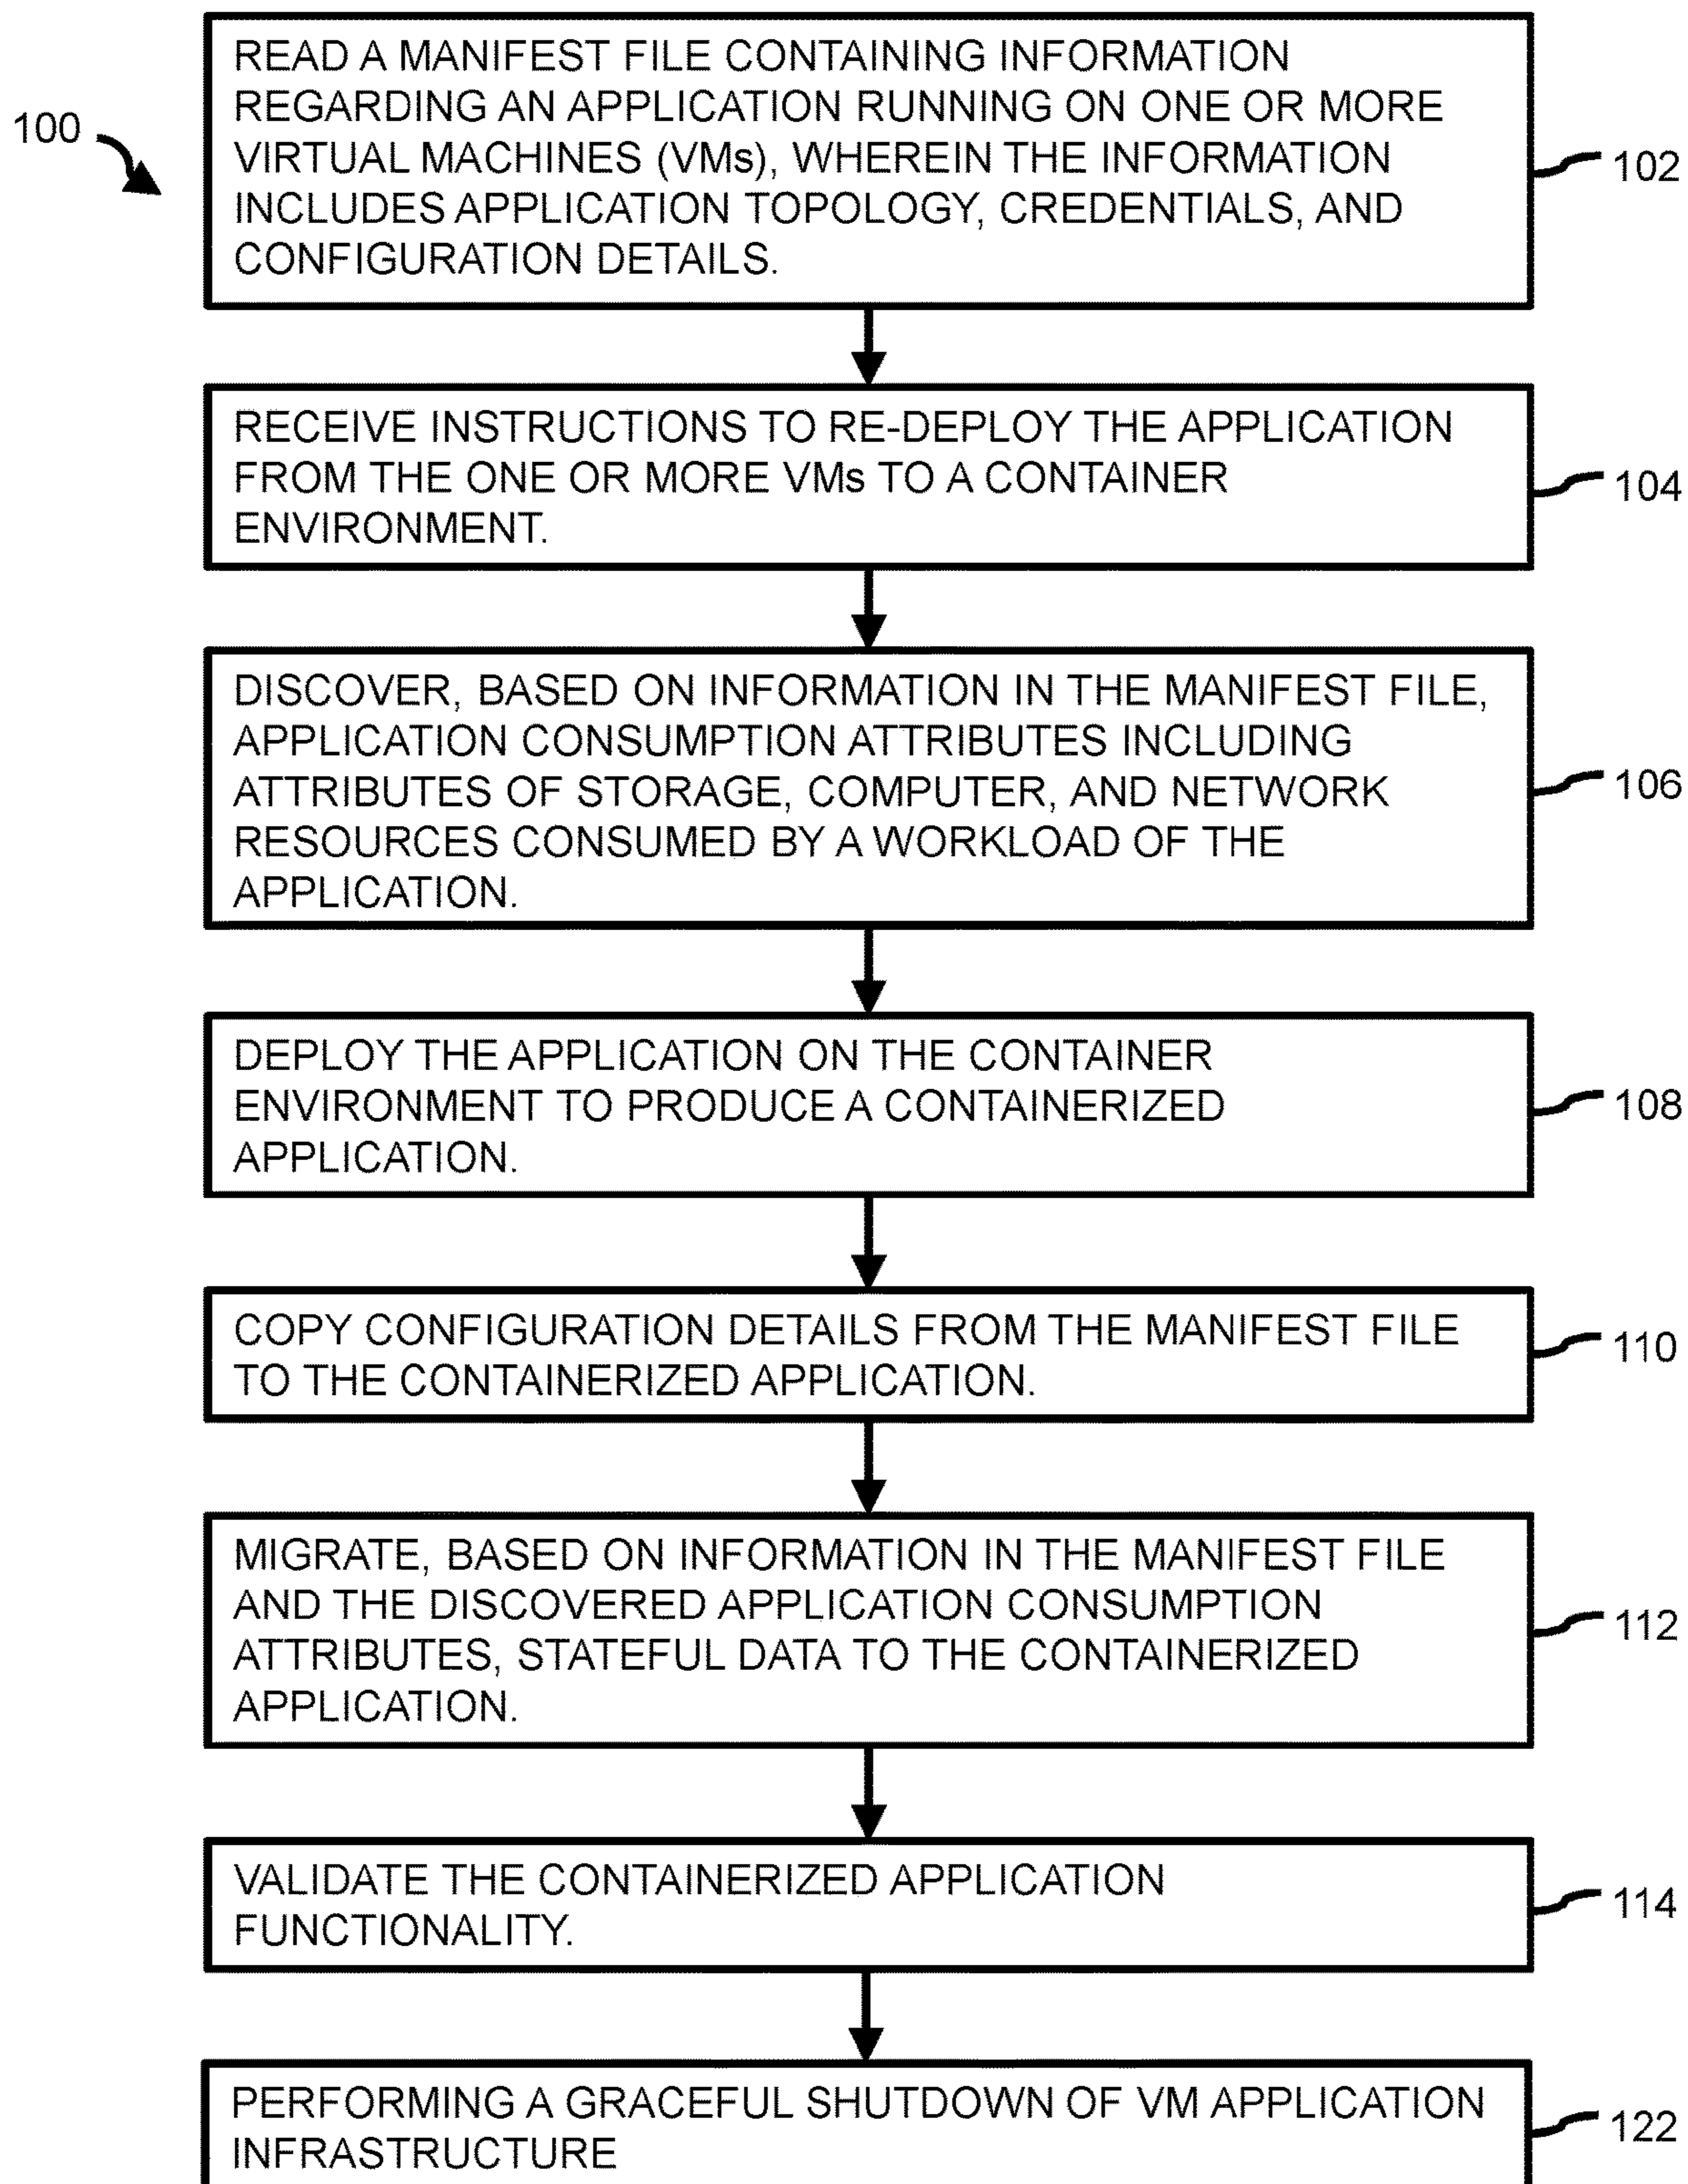 100
READ A MANIFEST FILE CONTAINING INFORMATION
REGARDING AN APPLICATION RUNNING ON ONE OR MORE
VIRTUAL MACHINES (VMs), WHEREIN THE INFORMATION
INCLUDES APPLICATION TOPOLOGY, CREDENTIALS, AND
CONFIGURATION DETAILS.
102
RECEIVE INSTRUCTIONS TO RE-DEPLOY THE APPLICATION
FROM THE ONE OR MORE VMs TO A CONTAINER
ENVIRONMENT.
104
DISCOVER, BASED ON INFORMATION IN THE MANIFEST FILE,
APPLICATION CONSUMPTION ATTRIBUTES INCLUDING
ATTRIBUTES OF STORAGE, COMPUTER, AND NETWORK
RESOURCES CONSUMED BY A WORKLOAD OF THE
APPLICATION.
106
DEPLOY THE APPLICATION ON THE CONTAINER
ENVIRONMENT TO PRODUCE A CONTAINERIZED
APPLICATION.
108
COPY CONFIGURATION DETAILS FROM THE MANIFEST FILE
TO THE CONTAINERIZED APPLICATION.
110
MIGRATE, BASED ON INFORMATION IN THE MANIFEST FILE
AND THE DISCOVERED APPLICATION CONSUMPTION
ATTRIBUTES, STATEFUL DATA TO THE CONTAINERIZED
APPLICATION.
112
VALIDATE THE CONTAINERIZED APPLICATION
FUNCTIONALITY.
114
PERFORMING A GRACEFUL SHUTDOWN OF VM APPLICATION
INFRASTRUCTURE
122